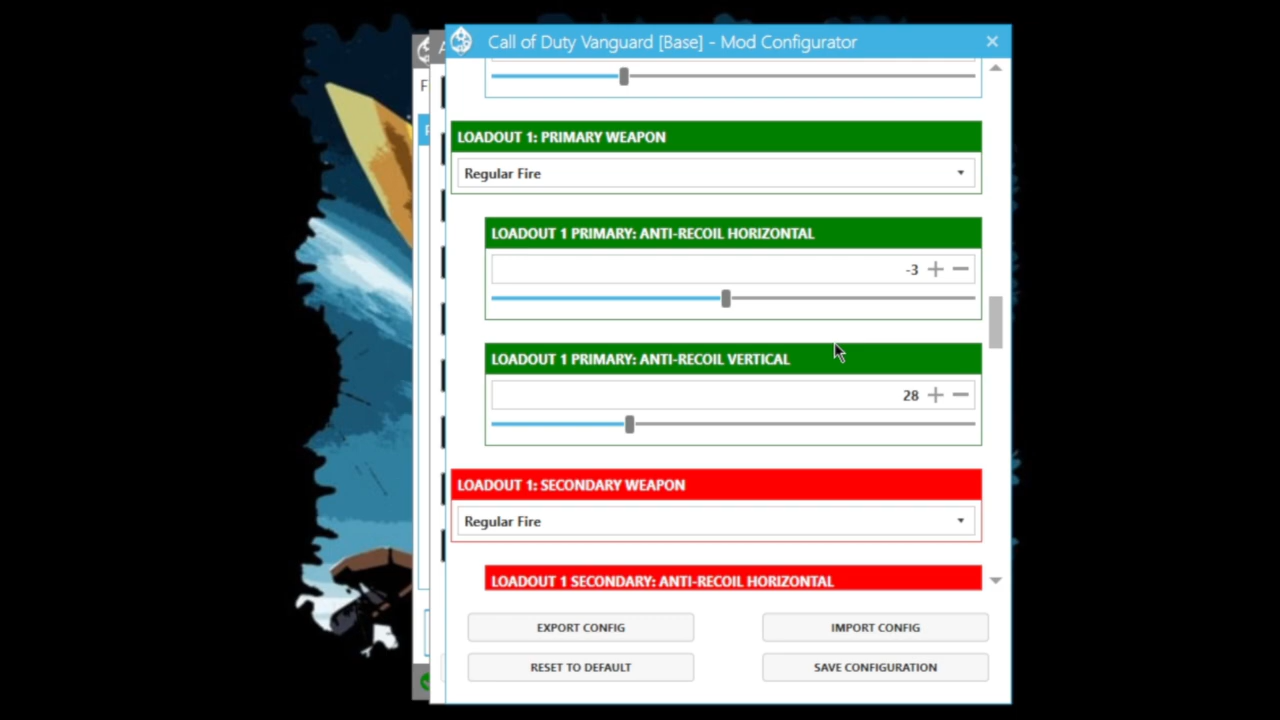 Call of Duty Vanguard [Base] - Mod Configurator
LOADOUT 1: PRIMARY WEAPON
Regular Fire
LOADOUT 1 PRIMARY: ANTI-RECOIL HORIZONTAL
-3
LOADOUT 1 PRIMARY: ANTI-RECOIL VERTICAL
28
LOADOUT 1: SECONDARY WEAPON
Regular Fire
LOADOUT 1 SECONDARY: ANTI-RECOIL HORIZONTAL
EXPORT CONFIG
IMPORT CONFIG
RESET TO DEFAULT
SAVE CONFIGURATION